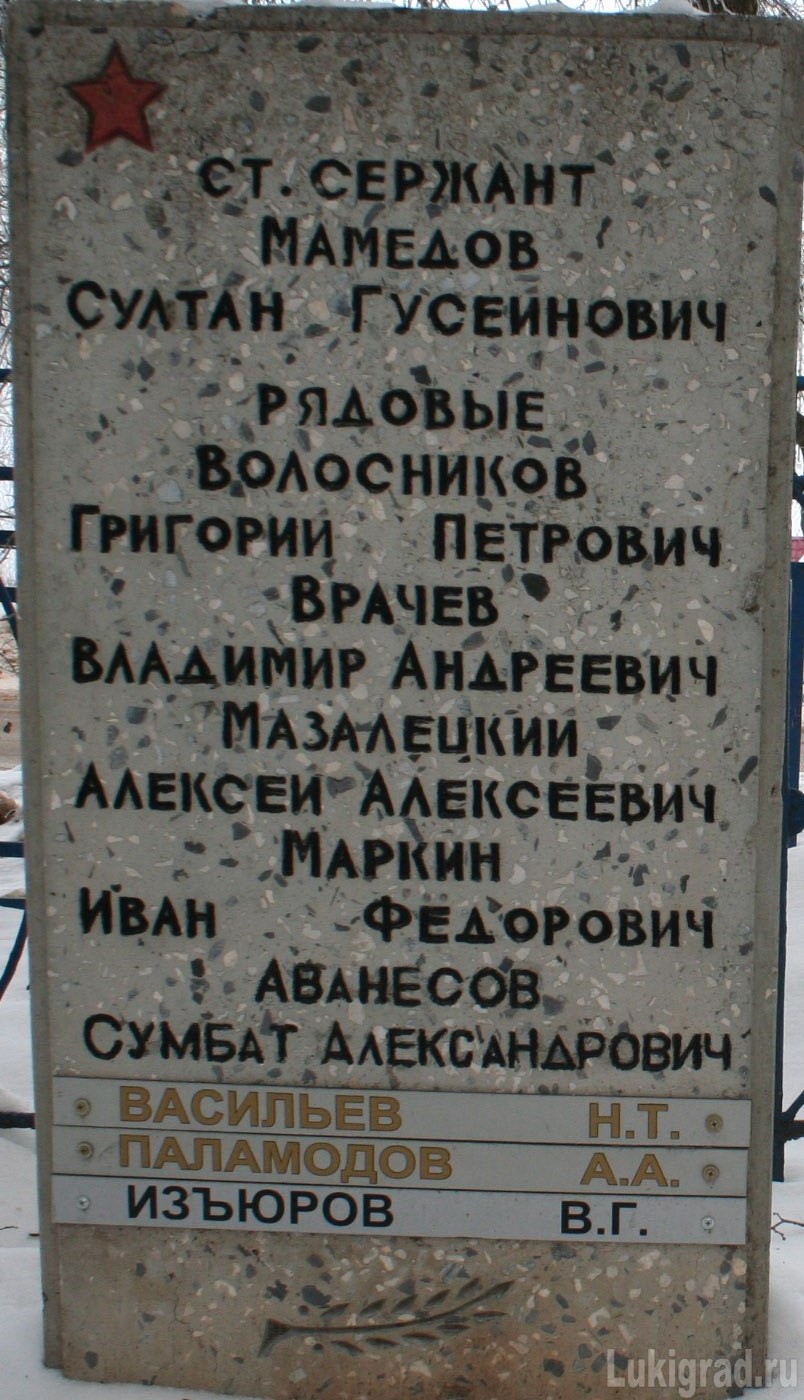 СТ. СЕРЖАНТ
МАМЕДОВ
СУЛТАН ГУСЕИНОВИЧ
РЯДОВЫЕ
ВОЛОСНИКОВ
ГРИГОРИИ ПЕТРОВИЧ
ВРАЧЕВ
ВЛАДИМИР АНДРЕЕВИЧ
МАЗАЛЕЦКИИ
АЛЕКСЕИ АЛЕКСЕЕВИЧ
МАРКИН
ИВАН ФЕДОРОВИЧ
АВАНЕСОВ
СУМБАТ АЛЕКСАНДРОВИЧ
ВАСИЛЬЕВ Н.Т.
ПАЛАМОДОВ А.А.
ИЗЪЮРОВ В.Г.
Lukigrad.ru